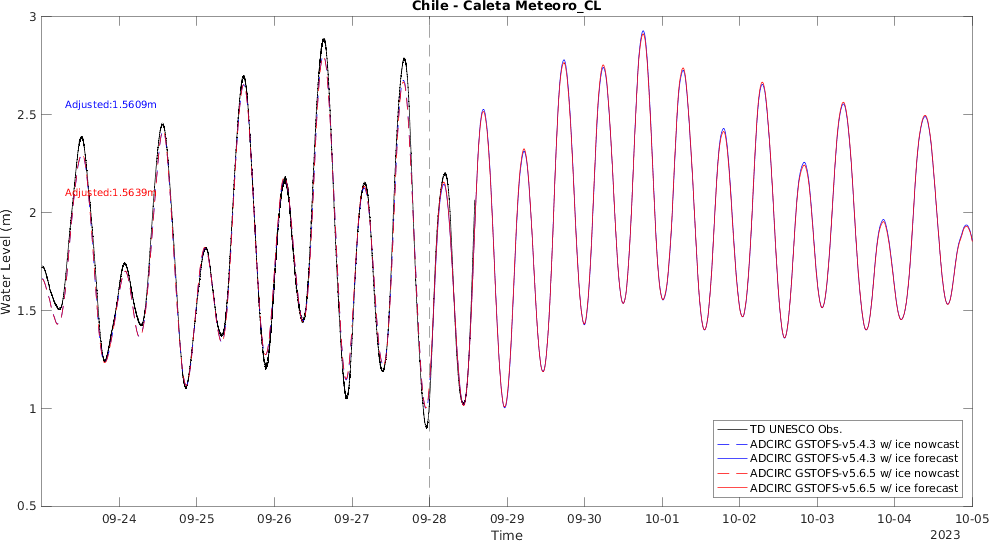 Chile - Caleta Meteoro_CL
Water Level (m)
3
2.5
2
1.5
1
0.5
Adjusted:1.5609m
Adjusted:1.5639m
TD UNESCO Obs.
ADCIRC GSTOFS-v5.4.3 w/ ice nowcast
ADCIRC GSTOFS-v5.4.3 w/ ice forecast
ADCIRC GSTOFS-v5.6.5 w/ ice nowcast
ADCIRC GSTOFS-v5.6.5 w/ ice forecast
09-24 09-25 09-26 09-27 09-28 09-29 09-30 10-01 10-02 10-03 10-04 10-05
Time
2023